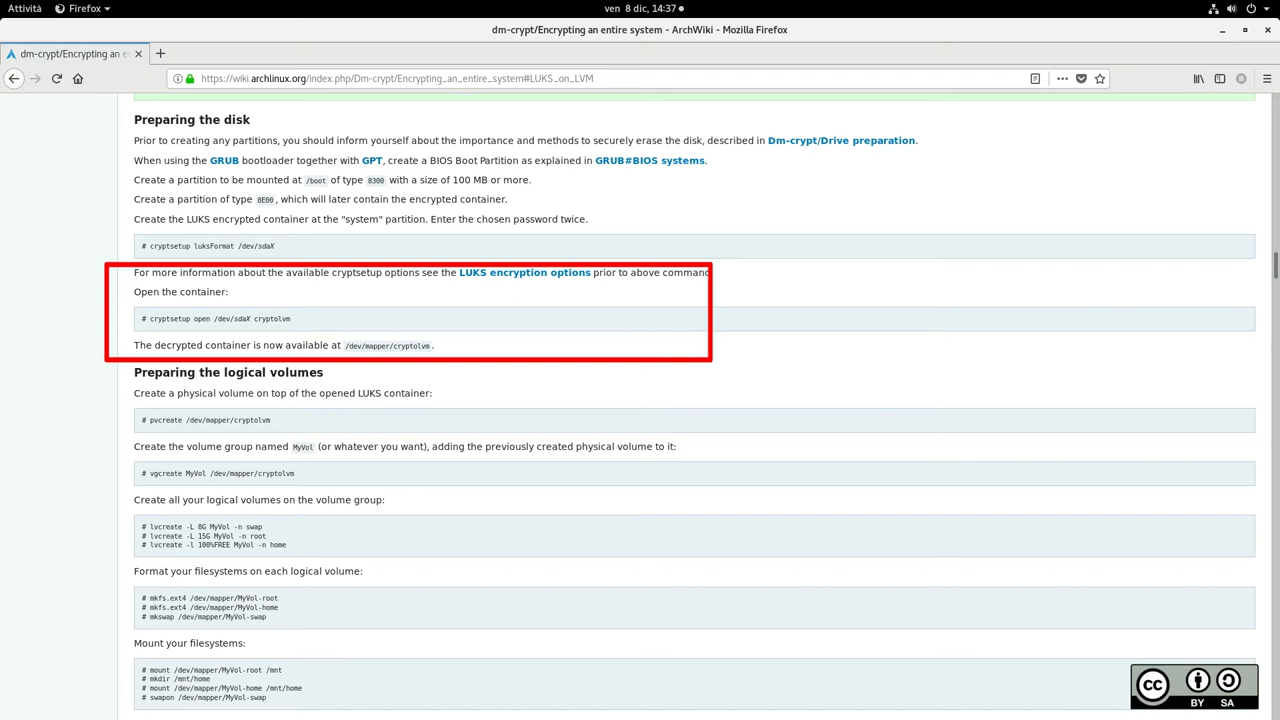 Attività Firefox ven 8 dic, 14:37
dm-crypt/Encrypting an entire system - ArchWiki - Mozilla Firefox
dm-crypt/Encrypting an en
https://wiki.archlinux.org/index.php/Dm-crypt/Encrypting_an_entire_system#LUKS_on_LVM
Preparing the disk
Prior to creating any partitions, you should inform yourself about the importance and methods to securely erase the disk, described in Dm-crypt/Drive preparation.
When using the GRUB bootloader together with GPT, create a BIOS Boot Partition as explained in GRUB#BIOS systems.
Create a partition to be mounted at /boot of type 8300 with a size of 100 MB or more.
Create a partition of type 8E00, which will later contain the encrypted container.
Create the LUKS encrypted container at the "system" partition. Enter the chosen password twice.
# cryptsetup luksFormat /dev/sdaX
For more information about the available cryptsetup options see the LUKS encryption options prior to above command
Open the container:
# cryptsetup open /dev/sdaX cryptolvm
The decrypted container is now available at /dev/mapper/cryptolvm.
Preparing the logical volumes
Create a physical volume on top of the opened LUKS container:
# pvcreate /dev/mapper/cryptolvm
Create the volume group named MyVol (or whatever you want), adding the previously created physical volume to it:
# vgcreate MyVol /dev/mapper/cryptolvm
Create all your logical volumes on the volume group:
# lvcreate -L 8G MyVol -n swap
# lvcreate -L 15G MyVol -n root
# lvcreate -l 100%FREE MyVol -n home
Format your filesystems on each logical volume:
# mkfs.ext4 /dev/mapper/MyVol-root
# mkfs.ext4 /dev/mapper/MyVol-home
# mkswap /dev/mapper/MyVol-swap
Mount your filesystems:
# mount /dev/mapper/MyVol-root /mnt
# mkdir /mnt/home
# mount /dev/mapper/MyVol-home /mnt/home
# swapon /dev/mapper/MyVol-swap
cc
BY SA